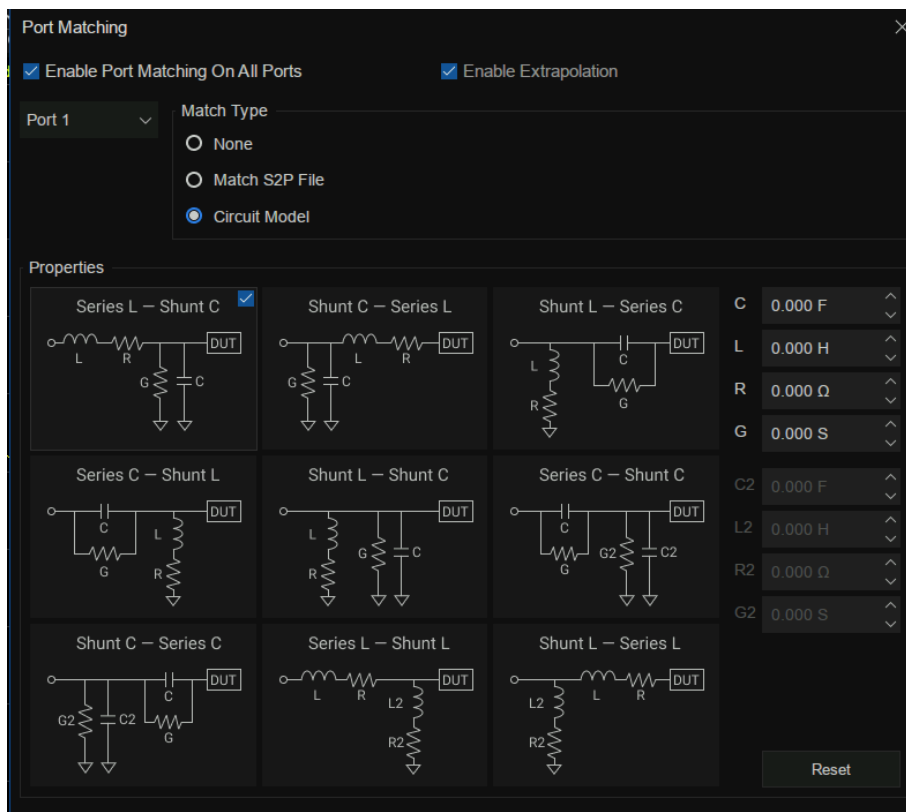 Port Matching
Enable Port Matching On All Ports
Enable Extrapolation
Port 1
Match Type
None
Match S2P File
Circuit Model
Properties
Series L – Shunt C
L
R
G
C
DUT
Shunt C – Series L
G
C
L
R
DUT
Shunt L – Series C
L
R
C
G
DUT
Series C – Shunt L
C
G
L
R
DUT
Shunt L – Shunt C
L
R
G
C
DUT
Series C – Shunt C
C
G
G2
C2
DUT
Shunt C – Series C
G2
C2
C
G
DUT
Series L – Shunt L
L
R
L2
R2
DUT
Shunt L – Series L
L2
R2
L
R
DUT
C 0.000 F
L 0.000 H
R 0.000 Ω
G 0.000 S
C2 0.000 F
L2 0.000 H
R2 0.000 Ω
G2 0.000 S
Reset